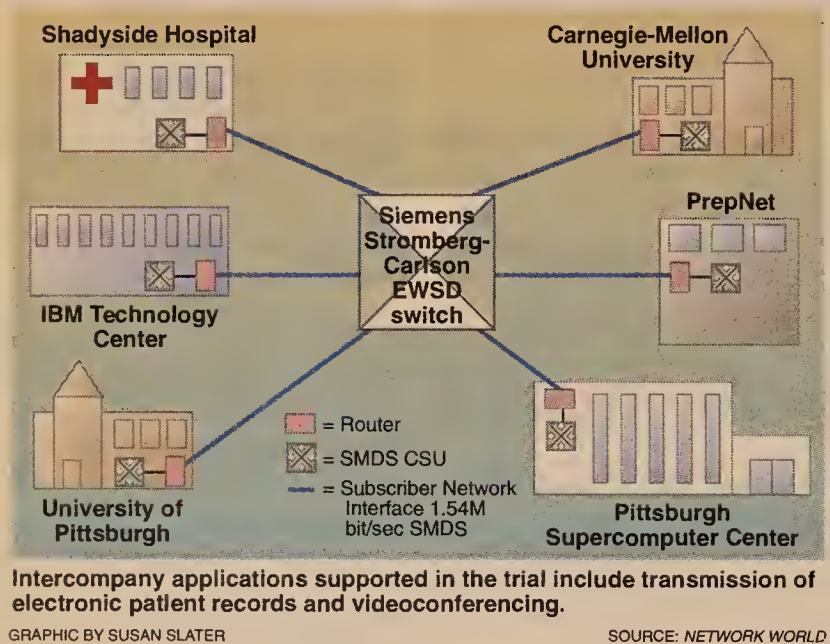 Shadyside Hospital
Carnegie-Mellon
University
Siemens
Stromberg-
Carlson
EWSD
switch
PrepNet
IBM Technology
Center
University of
Pittsburgh
= Router
= SMDS CSU
= Subscriber Network
Interface 1.54M
bit/sec SMDS
Pittsburgh
Supercomputer Center
Intercompany applications supported in the trial include transmission of
electronic patient records and videoconferencing.
GRAPHIC BY SUSAN SLATER
SOURCE: NETWORK WORLD